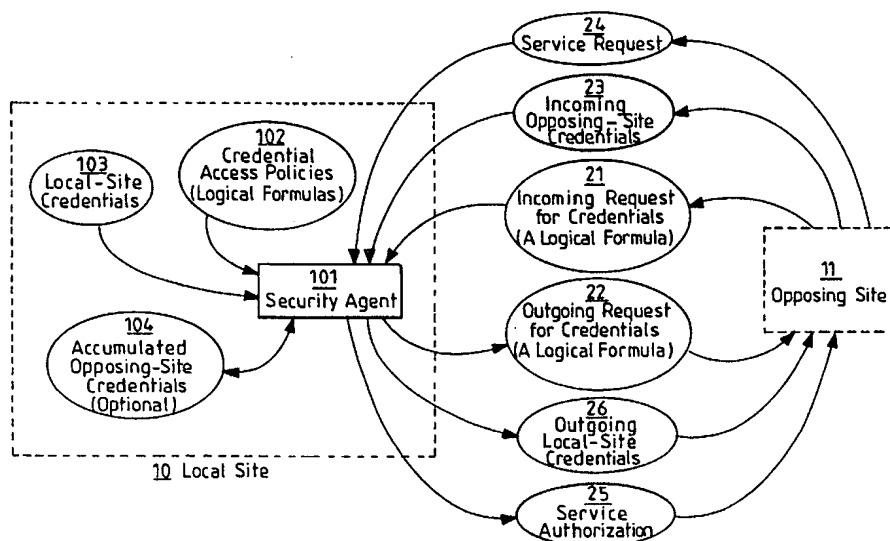 24
Service Request
23
Incoming
Opposing-Site
Credentials
102
Credential
Access Policies
(Logical Formulas)
103
Local-Site
Credentials
21
Incoming Request
for Credentials
(A Logical Formula)
101
Security Agent
11
Opposing Site
22
Outgoing Request
for Credentials
(A Logical Formula)
104
Accumulated
Opposing-Site
Credentials
(Optional)
26
Outgoing
Local-Site
Credentials
10 Local Site
25
Service
Authorization